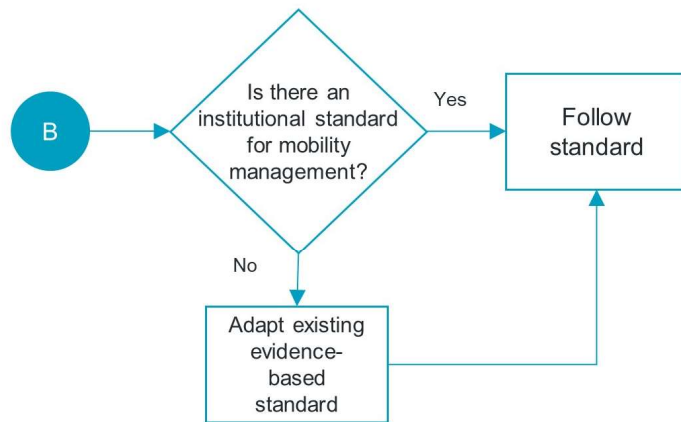 B
Is there an
institutional standard
for mobility
management?
Yes
Follow
standard
No
Adapt existing
evidence-
based
standard